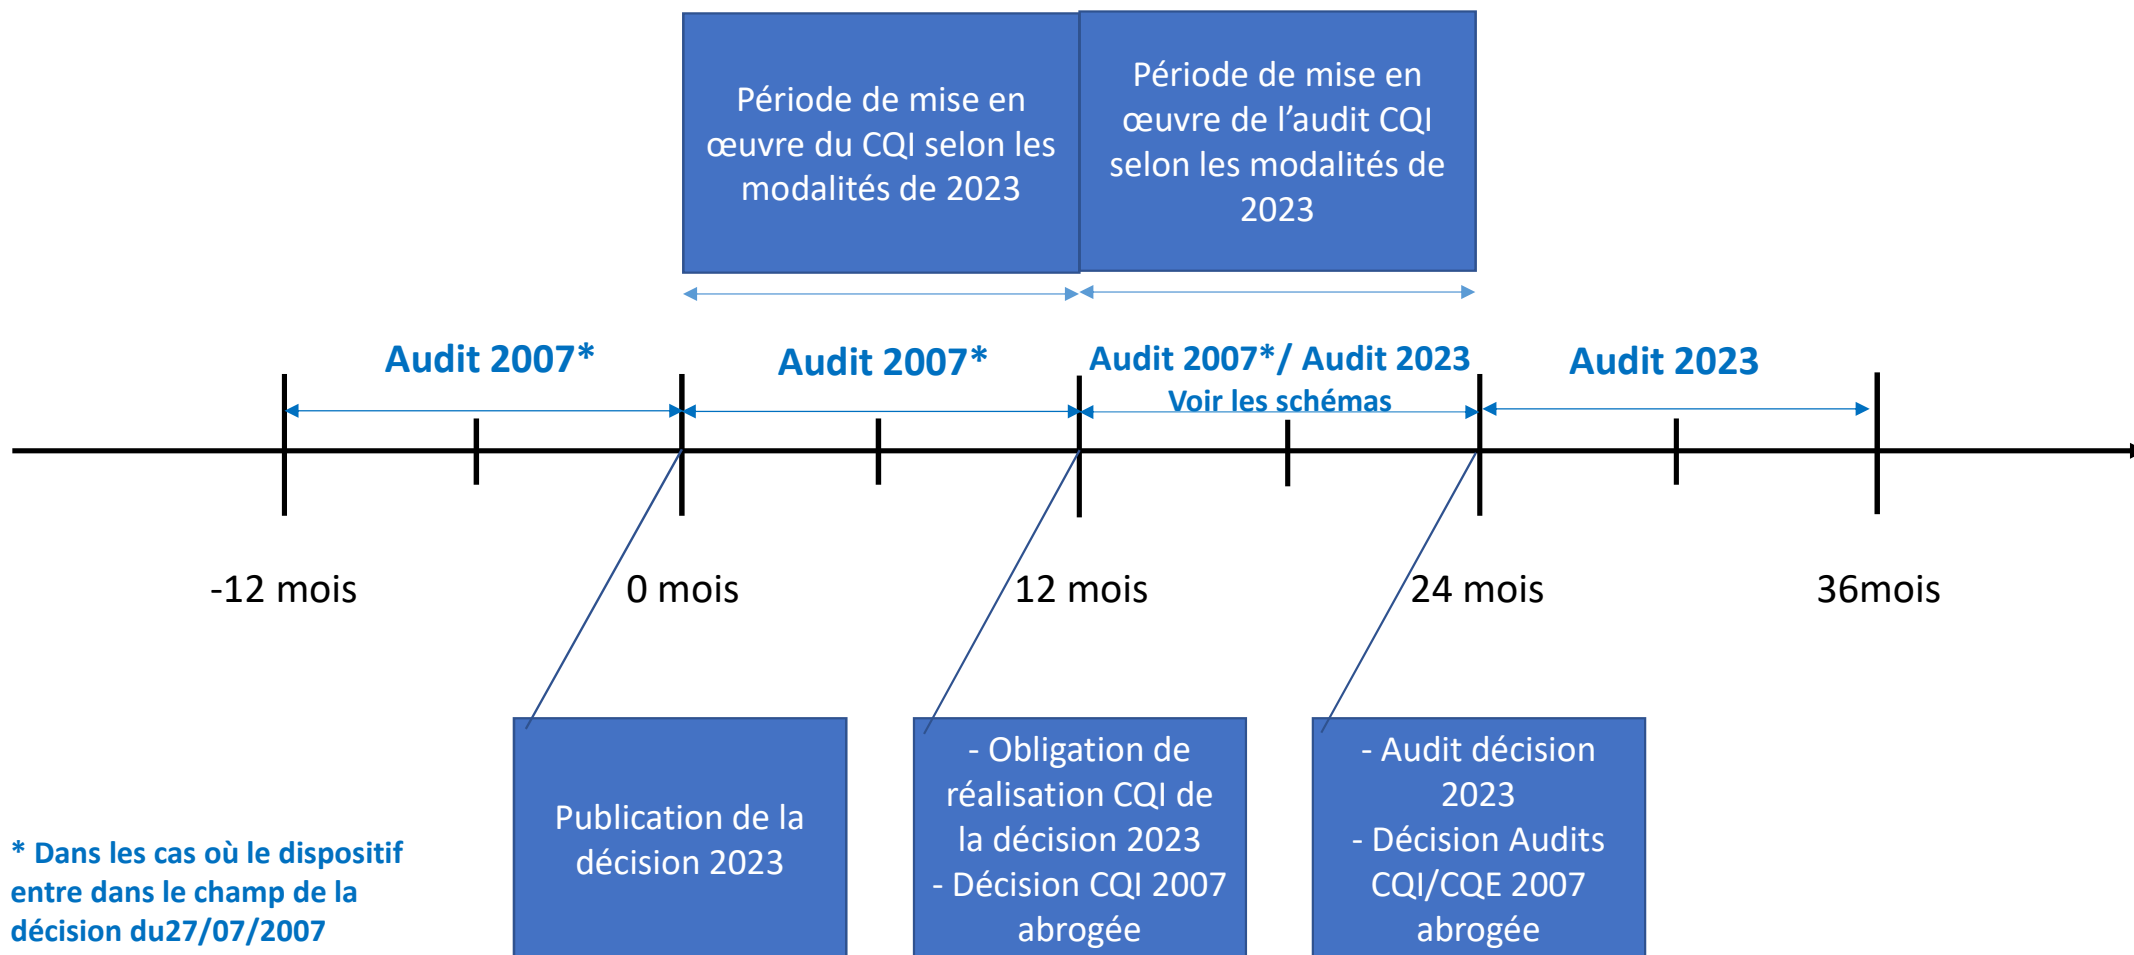 Période de mise en
œuvre du CQI selon les
modalités de 2023
Période de mise en
œuvre de l’audit CQI
selon les modalités de
2023
Audit 2007*
Audit 2007*
Audit 2007*/ Audit 2023
Voir les schémas
Audit 2023
-12 mois
0 mois
12 mois
24 mois
36mois
Publication de la
décision 2023
- Obligation de
réalisation CQI de
la décision 2023
- Décision CQI 2007
abrogée
- Audit décision
2023
- Décision Audits
CQI/CQE 2007
abrogée
* Dans les cas où le dispositif
entre dans le champ de la
décision du27/07/2007